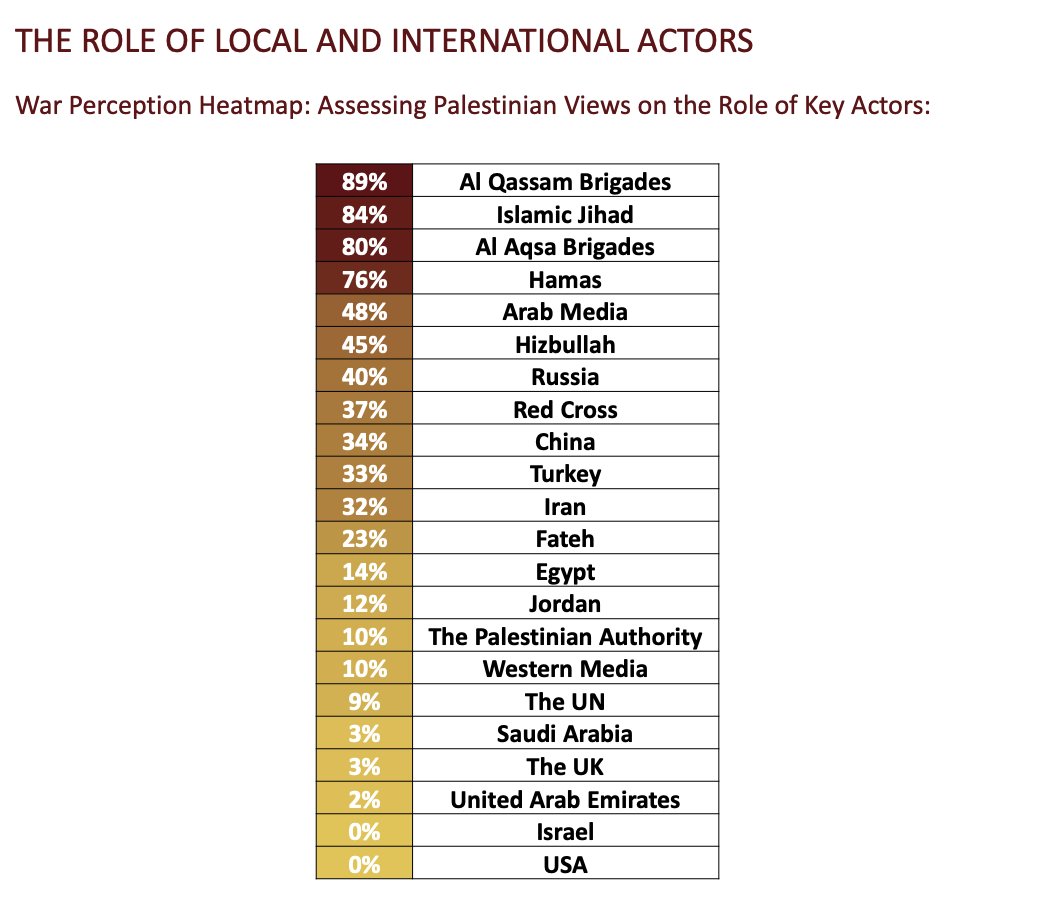 THE ROLE OF LOCAL AND INTERNATIONAL ACTORS
War Perception Heatmap: Assessing Palestinian Views on the Role of Key Actors:
89% Al Qassam Brigades
84% Islamic Jihad
80% Al Aqsa Brigades
76% Hamas
48% Arab Media
45% Hizbullah
40% Russia
37% Red Cross
34% China
33% Turkey
32% Iran
23% Fateh
14% Egypt
12% Jordan
10% The Palestinian Authority
10% Western Media
9% The UN
3% Saudi Arabia
3% The UK
2% United Arab Emirates
0% Israel
0% USA